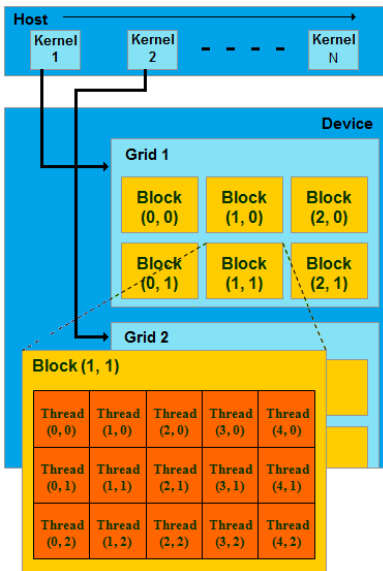 Host
Kernel Kernel Kernel
1 2 N
Device
Grid 1
Block Block Block
(0, 0) (1, 0) (2, 0)
Block Block Block
(0, 1) (1, 1) (2, 1)
Grid 2
Block (1, 1)
Thread Thread Thread Thread Thread
(0, 0) (1, 0) (2, 0) (3, 0) (4, 0)
Thread Thread Thread Thread Thread
(0, 1) (1, 1) (2, 1) (3, 1) (4, 1)
Thread Thread Thread Thread Thread
(0, 2) (1, 2) (2, 2) (3, 2) (4, 2)